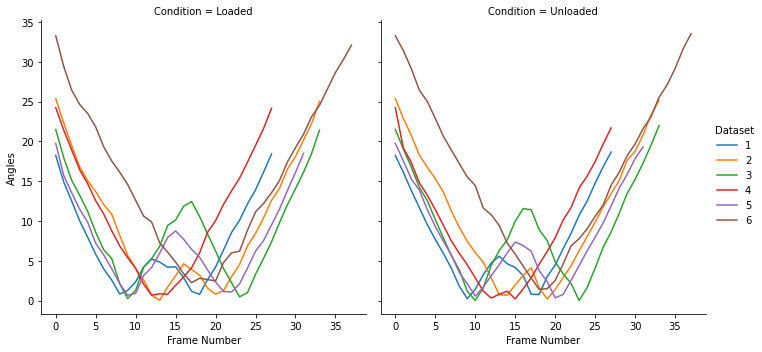 Condition = Loaded
Condition = Unloaded
35
30
25
20
15
10
5
0
Angles
0 5 10 15 20 25 30 35
0 5 10 15 20 25 30 35
Frame Number
Frame Number
Dataset
1
2
3
4
5
6